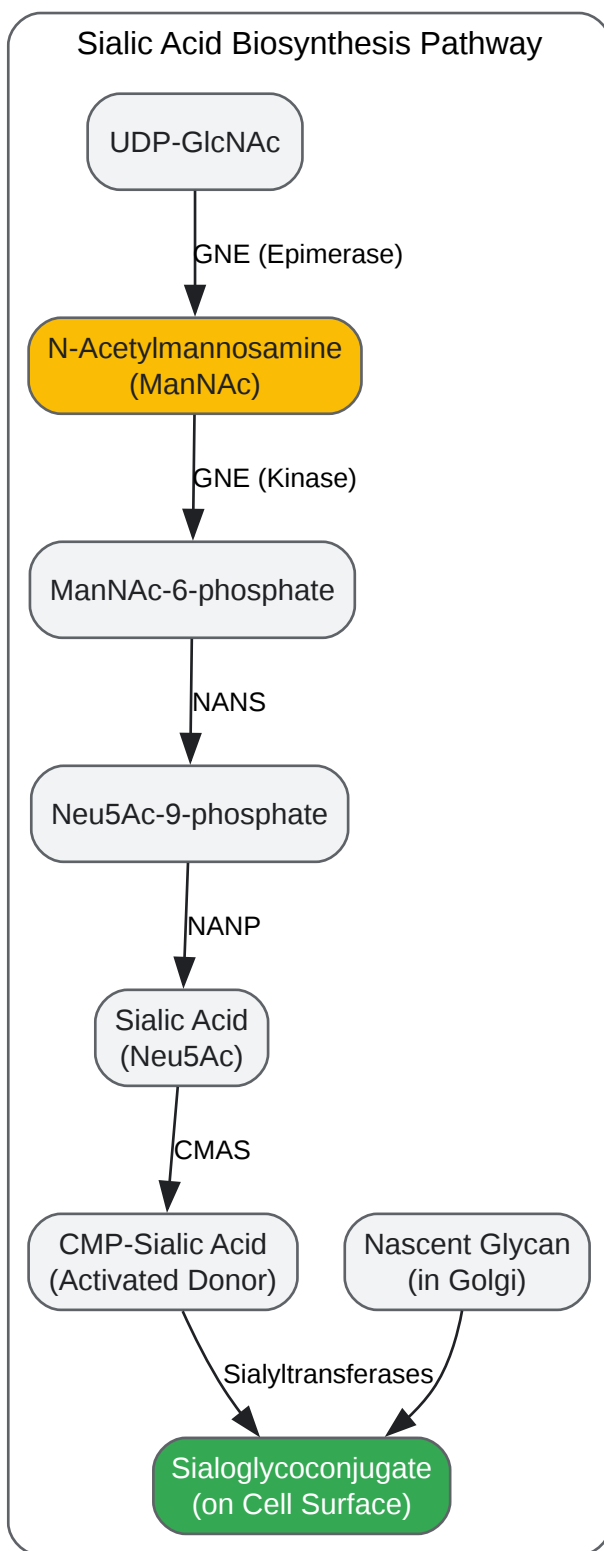 Sialic Acid Biosynthesis Pathway
UDP-GlcNAc
GNE (Epimerase)
N-Acetylmannosamine
(ManNAc)
GNE (Kinase)
ManNAc-6-phosphate
NANS
Neu5Ac-9-phosphate
NANP
Sialic Acid
(Neu5Ac)
CMAS
CMP-Sialic Acid
(Activated Donor)
Nascent Glycan
(in Golgi)
Sialyltransferases
Sialoglycoconjugate
(on Cell Surface)